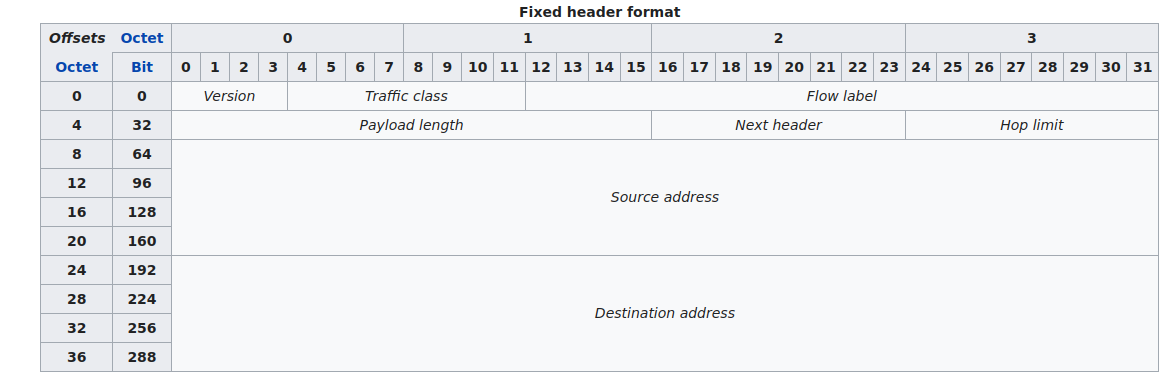 Fixed header format
Offsets Octet 0 1 2 3
Octet Bit 0 1 2 3 4 5 6 7 8 9 10 11 12 13 14 15 16 17 18 19 20 21 22 23 24 25 26 27 28 29 30 31
0 0 Version Traffic class Flow label
4 32 Payload length Next header Hop limit
8 64
12 96
Source address
16 128
20 160
24 192
28 224
Destination address
32 256
36 288